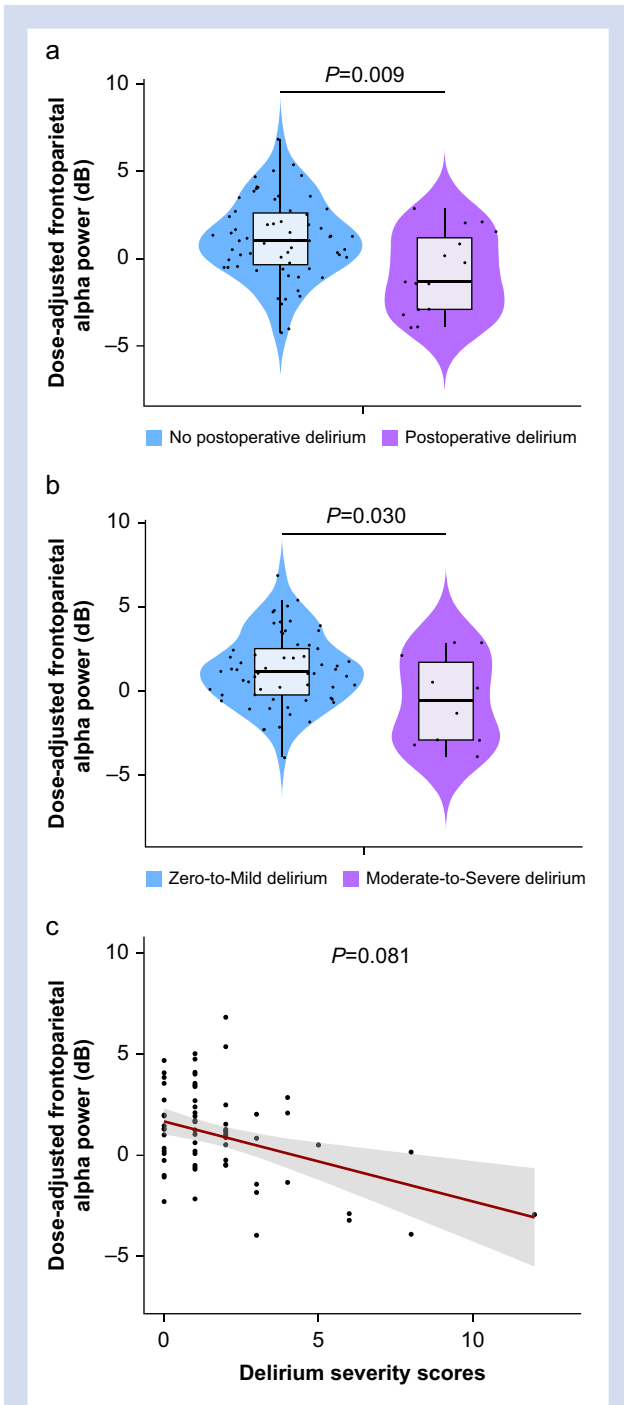 a
P=0.009
10
5
0
–5
Dose-adjusted frontoparietal
alpha power (dB)
No postoperative delirium
Postoperative delirium
b
P=0.030
10
5
0
–5
Dose-adjusted frontoparietal
alpha power (dB)
Zero-to-Mild delirium
Moderate-to-Severe delirium
c
P=0.081
10
5
0
–5
Dose-adjusted frontoparietal
alpha power (dB)
0
5
10
Delirium severity scores